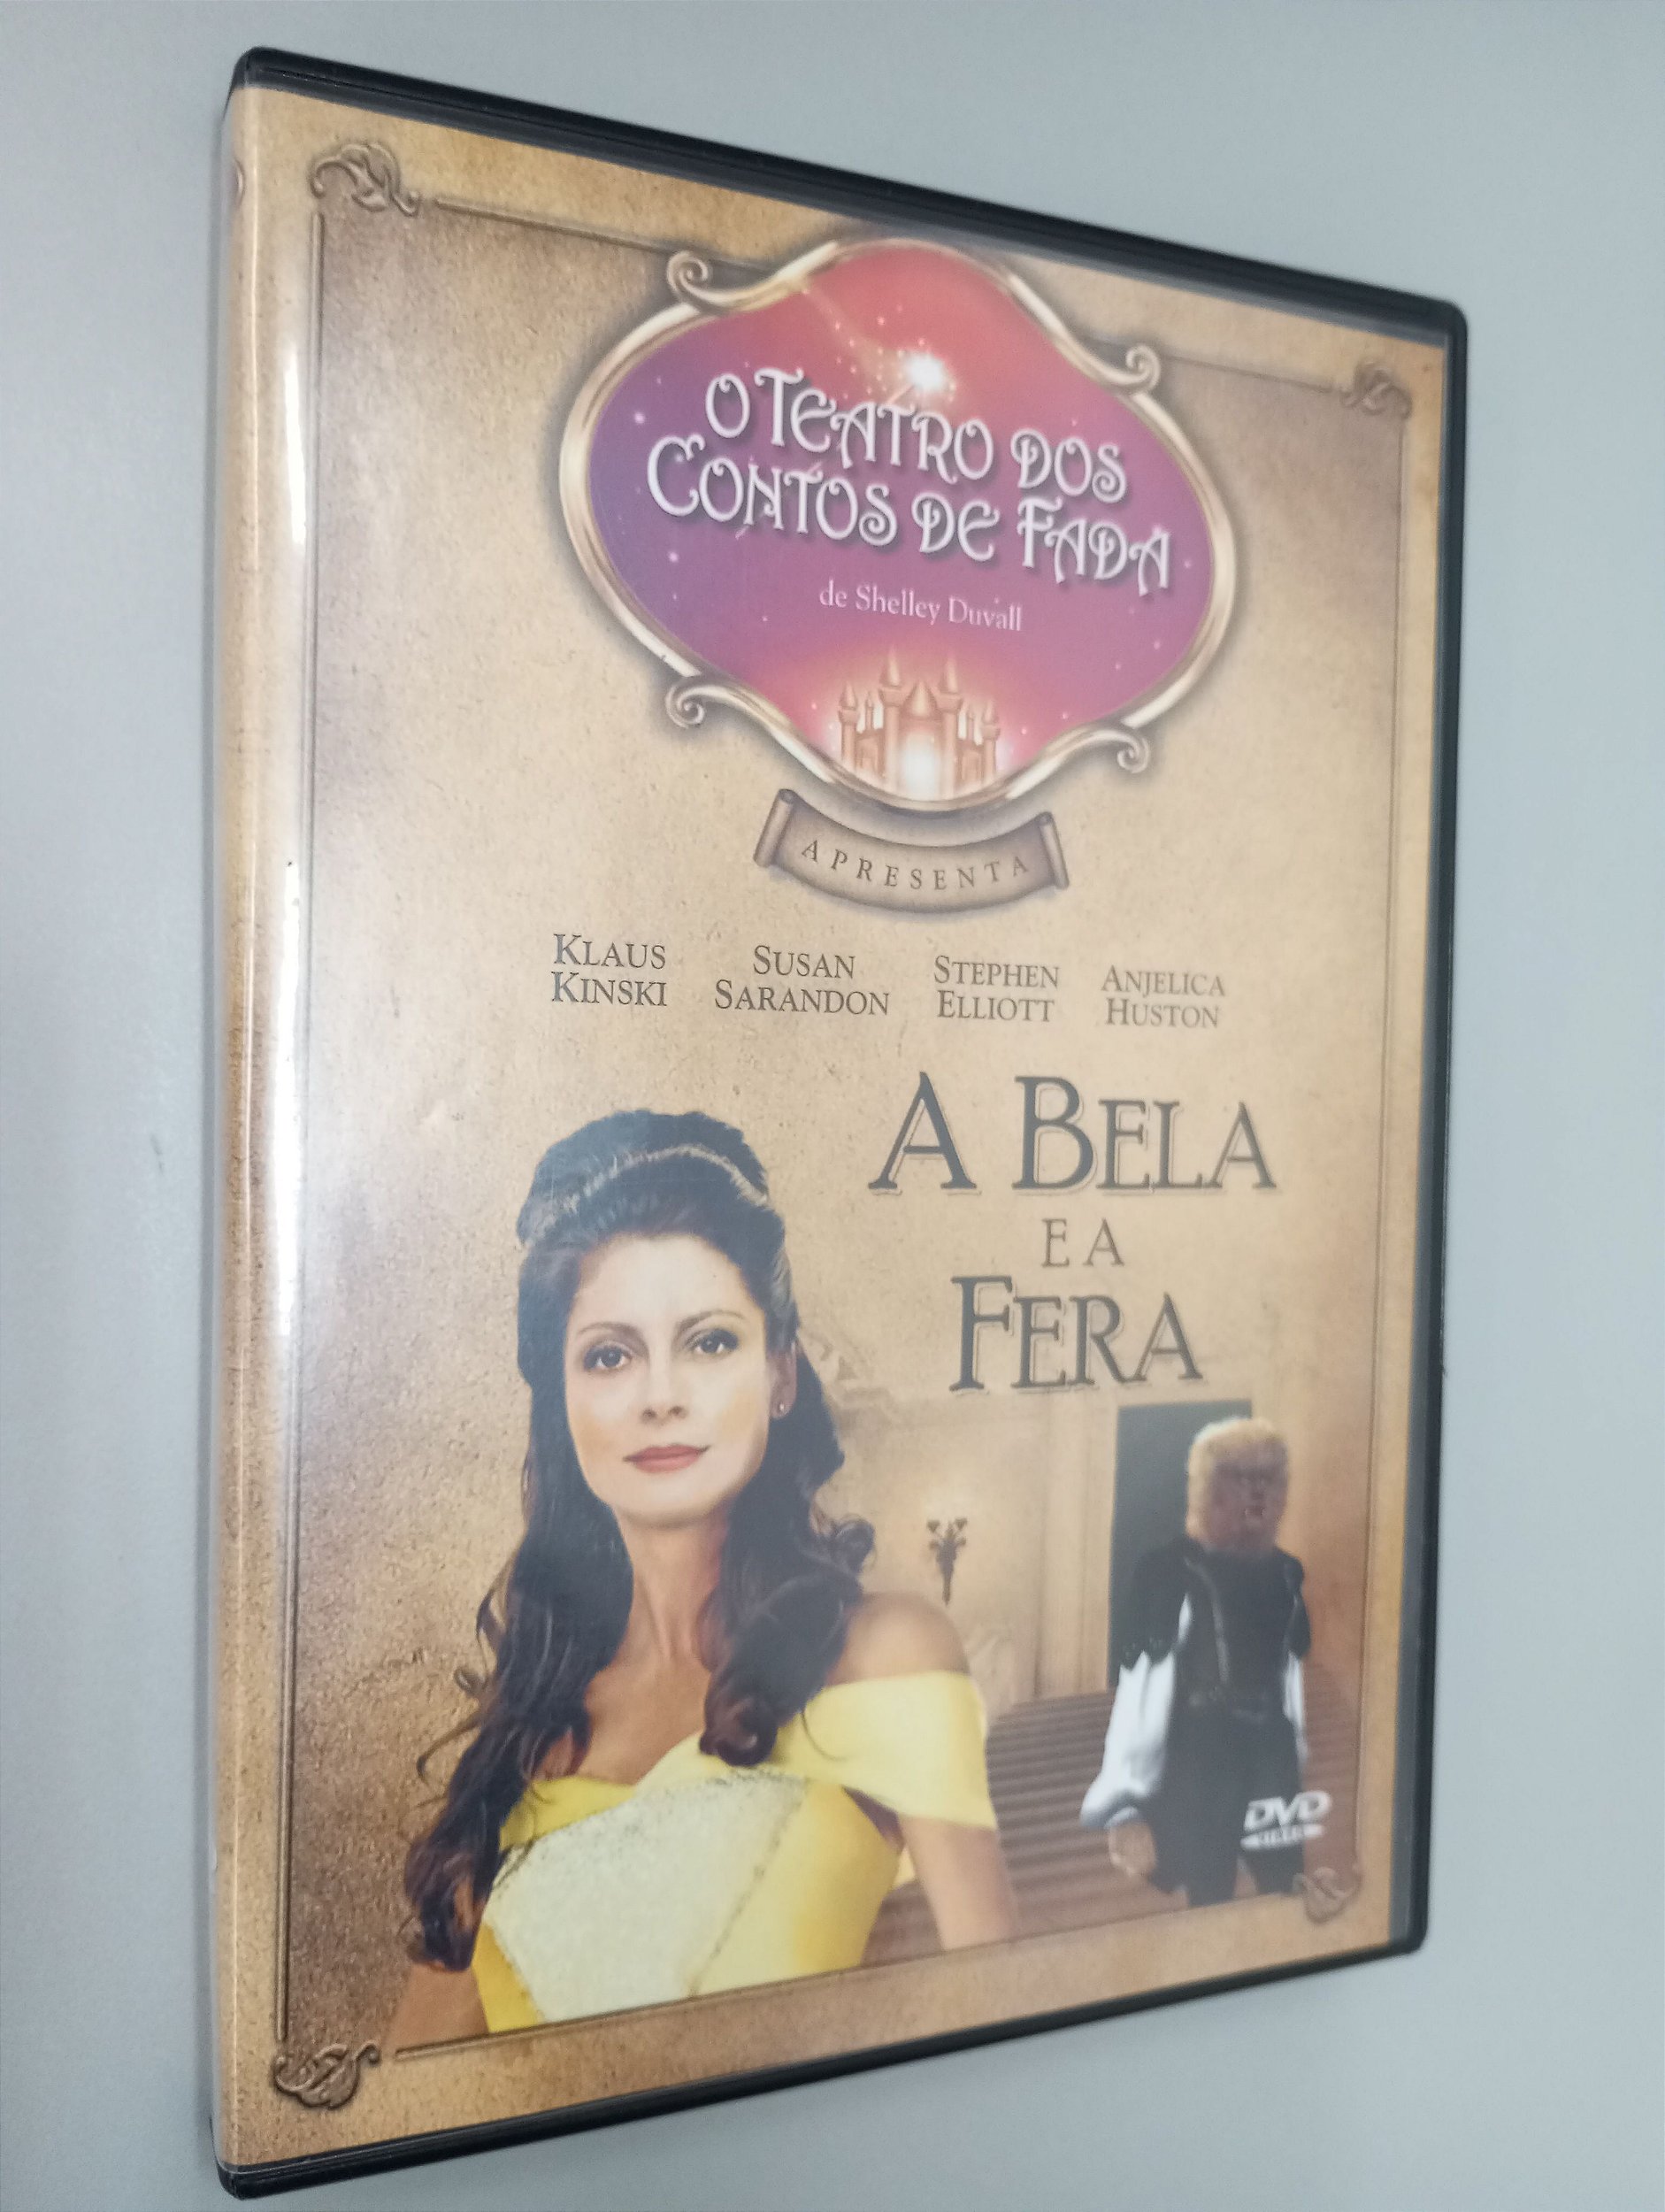 O TEATRO DOS
CONTOS DE FADA
de Shelley Duvall
APRESENTA
KLAUS
KINSKI
SUSAN
SARANDON
STEPHEN
ELLIOTT
ANJELICA
HUSTON
A BELA
E A
FERA
DVD
VIDEO